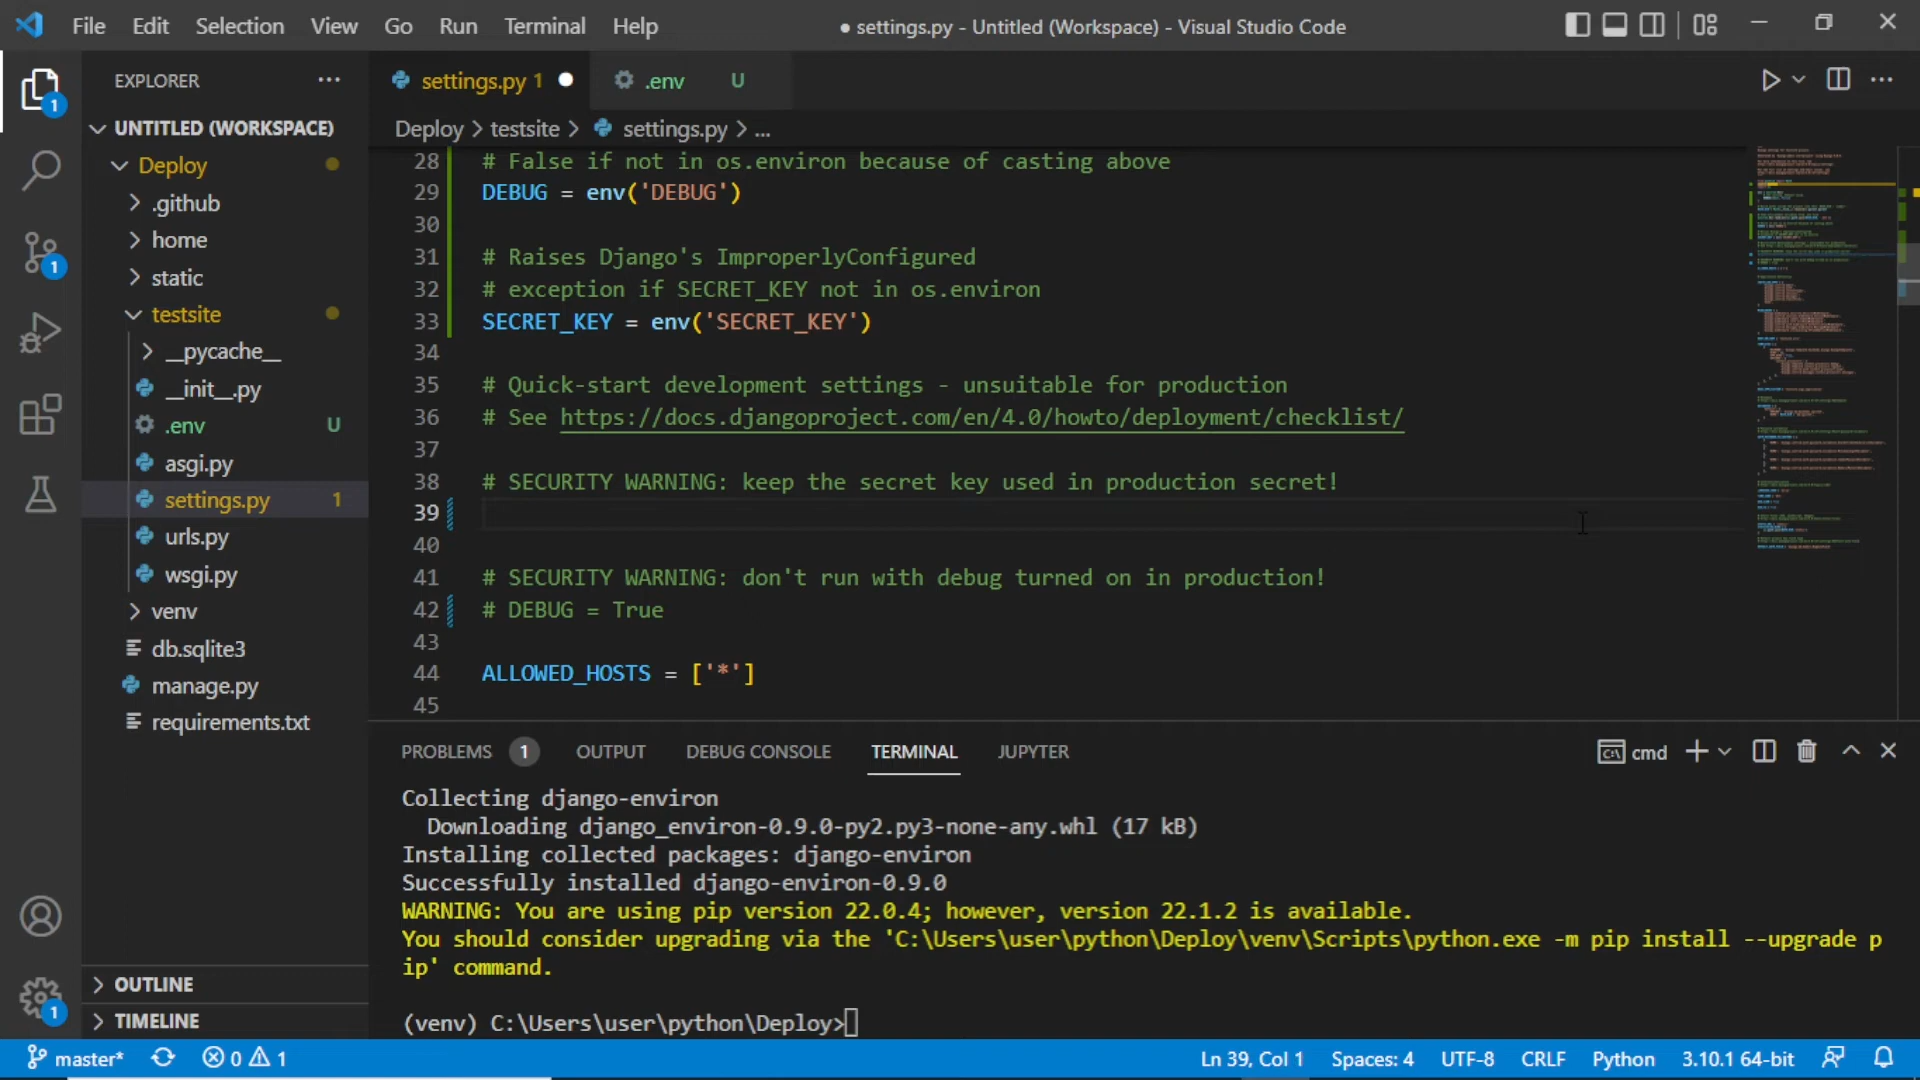 File Edit Selection View Go Run Terminal Help
● settings.py - Untitled (Workspace) - Visual Studio Code
EXPLORER
UNTITLED (WORKSPACE)
Deploy
.github
home
static
testsite
__pycache__
__init__.py
.env U
asgi.py
settings.py 1
urls.py
wsgi.py
venv
db.sqlite3
manage.py
requirements.txt
OUTLINE
TIMELINE
1
1
1
settings.py 1
.env U
Deploy > testsite > settings.py > ...
28 # False if not in os.environ because of casting above
29 DEBUG = env('DEBUG')
30
31 # Raises Django's ImproperlyConfigured
32 # exception if SECRET_KEY not in os.environ
33 SECRET_KEY = env('SECRET_KEY')
34
35 # Quick-start development settings - unsuitable for production
36 # See https://docs.djangoproject.com/en/4.0/howto/deployment/checklist/
37
38 # SECURITY WARNING: keep the secret key used in production secret!
39
40
41 # SECURITY WARNING: don't run with debug turned on in production!
42 # DEBUG = True
43
44 ALLOWED_HOSTS = ['*']
45
PROBLEMS 1 OUTPUT DEBUG CONSOLE TERMINAL JUPYTER
cmd
Collecting django-environ
Downloading django_environ-0.9.0-py2.py3-none-any.whl (17 kB)
Installing collected packages: django-environ
Successfully installed django-environ-0.9.0
WARNING: You are using pip version 22.0.4; however, version 22.1.2 is available.
You should consider upgrading via the 'C:\Users\user\python\Deploy\venv\Scripts\python.exe -m pip install --upgrade p
ip' command.
(venv) C:\Users\user\python\Deploy>
master* 0 1
Ln 39, Col 1 Spaces: 4 UTF-8 CRLF Python 3.10.1 64-bit